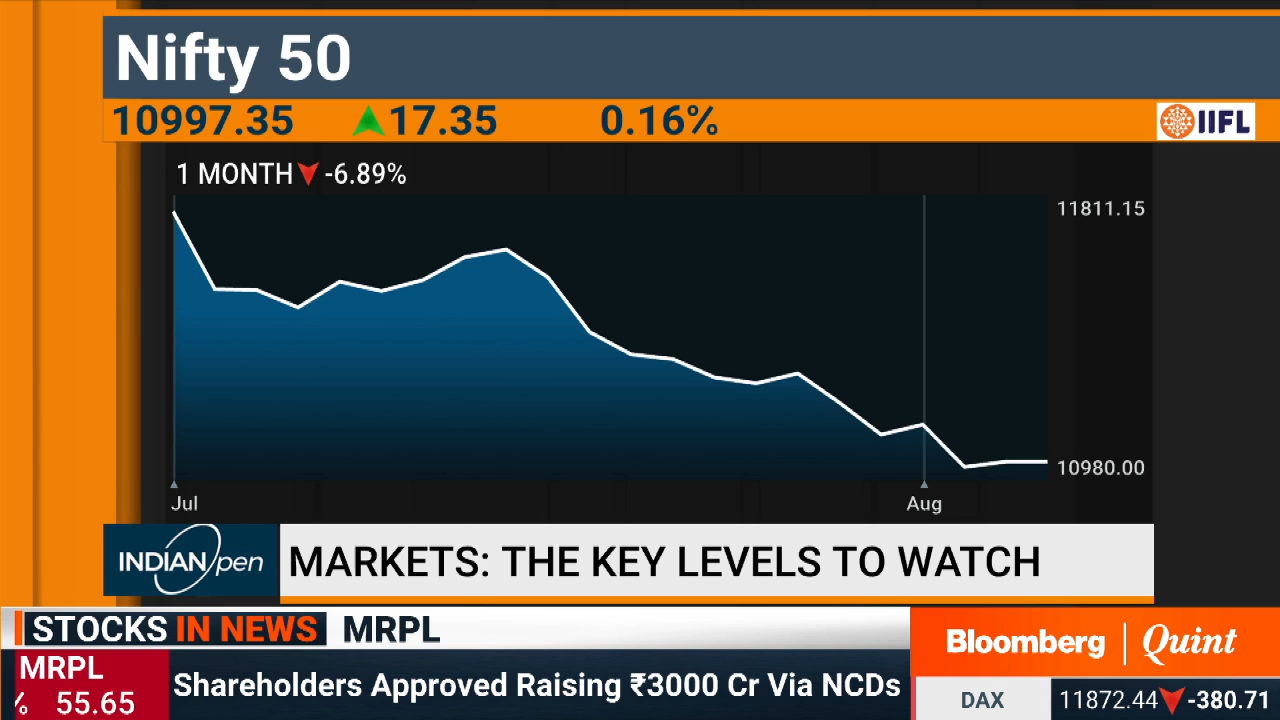 Nifty 50
10997.35 17.35 0.16%
IIFL
1 MONTH -6.89%
11811.15
10980.00
Jul Aug
INDIAN Open
MARKETS: THE KEY LEVELS TO WATCH
STOCKS IN NEWS MRPL
MRPL
% 55.65
Shareholders Approved Raising ₹3000 Cr Via NCDs
Bloomberg | Quint
DAX 11872.44 -380.71